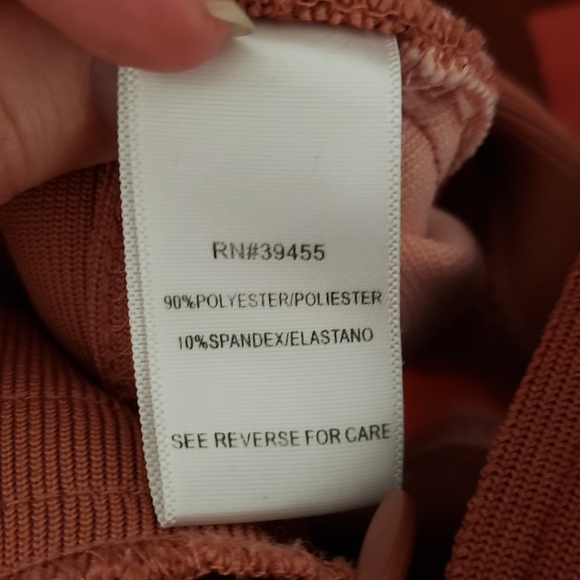 RN#39455
90%POLYESTER/POLIESTER
10%SPANDEX/ELASTANO
SEE REVERSE FOR CARE